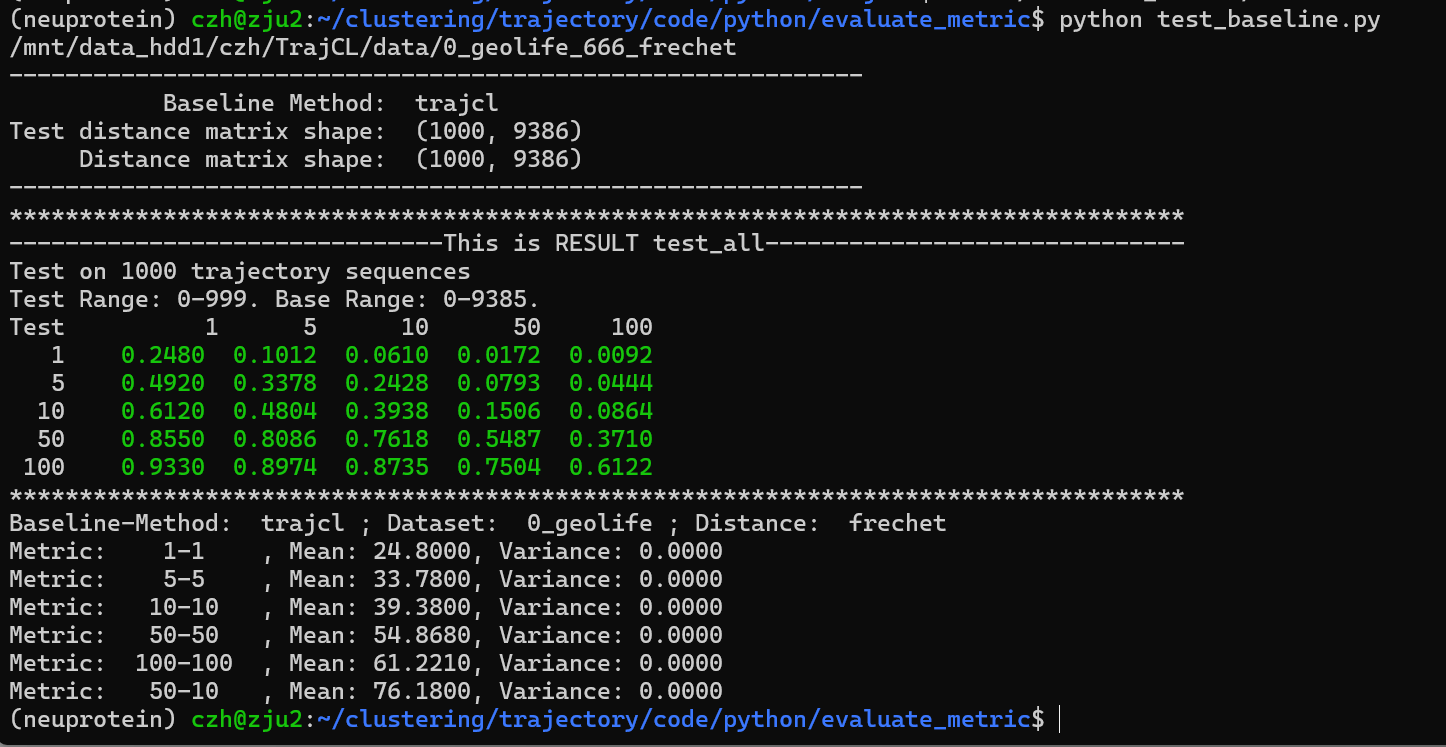 (neuprotein) czh@zju2:~/clustering/trajectory/code/python/evaluate_metric$ python test_baseline.py
/mnt/data_hdd1/czh/TrajCL/data/0_geolife_666_frechet
-------------------------------------------------------------
           Baseline Method:  trajcl
Test distance matrix shape:  (1000, 9386)
     Distance matrix shape:  (1000, 9386)
-------------------------------------------------------------
************************************************************************************
-------------------------------This is RESULT test_all------------------------------
Test on 1000 trajectory sequences
Test Range: 0-999. Base Range: 0-9385.
Test          1      5      10      50     100
   1    0.2480  0.1012  0.0610  0.0172  0.0092
   5    0.4920  0.3378  0.2428  0.0793  0.0444
  10    0.6120  0.4804  0.3938  0.1506  0.0864
  50    0.8550  0.8086  0.7618  0.5487  0.3710
 100    0.9330  0.8974  0.8735  0.7504  0.6122
************************************************************************************
Baseline-Method:  trajcl ; Dataset:  0_geolife ; Distance:  frechet
Metric:    1-1    , Mean: 24.8000, Variance: 0.0000
Metric:    5-5    , Mean: 33.7800, Variance: 0.0000
Metric:   10-10   , Mean: 39.3800, Variance: 0.0000
Metric:   50-50   , Mean: 54.8680, Variance: 0.0000
Metric:  100-100  , Mean: 61.2210, Variance: 0.0000
Metric:   50-10   , Mean: 76.1800, Variance: 0.0000
(neuprotein) czh@zju2:~/clustering/trajectory/code/python/evaluate_metric$